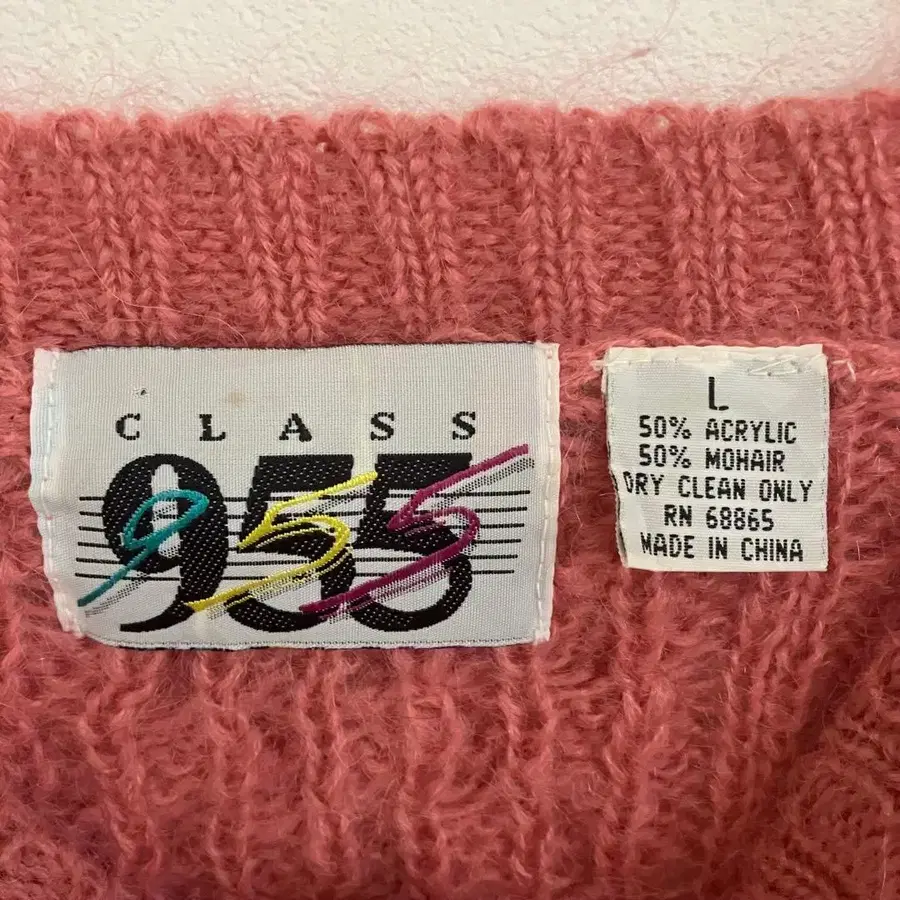 CLASS
955
L
50% ACRYLIC
50% MOHAIR
DRY CLEAN ONLY
RN 68865
MADE IN CHINA